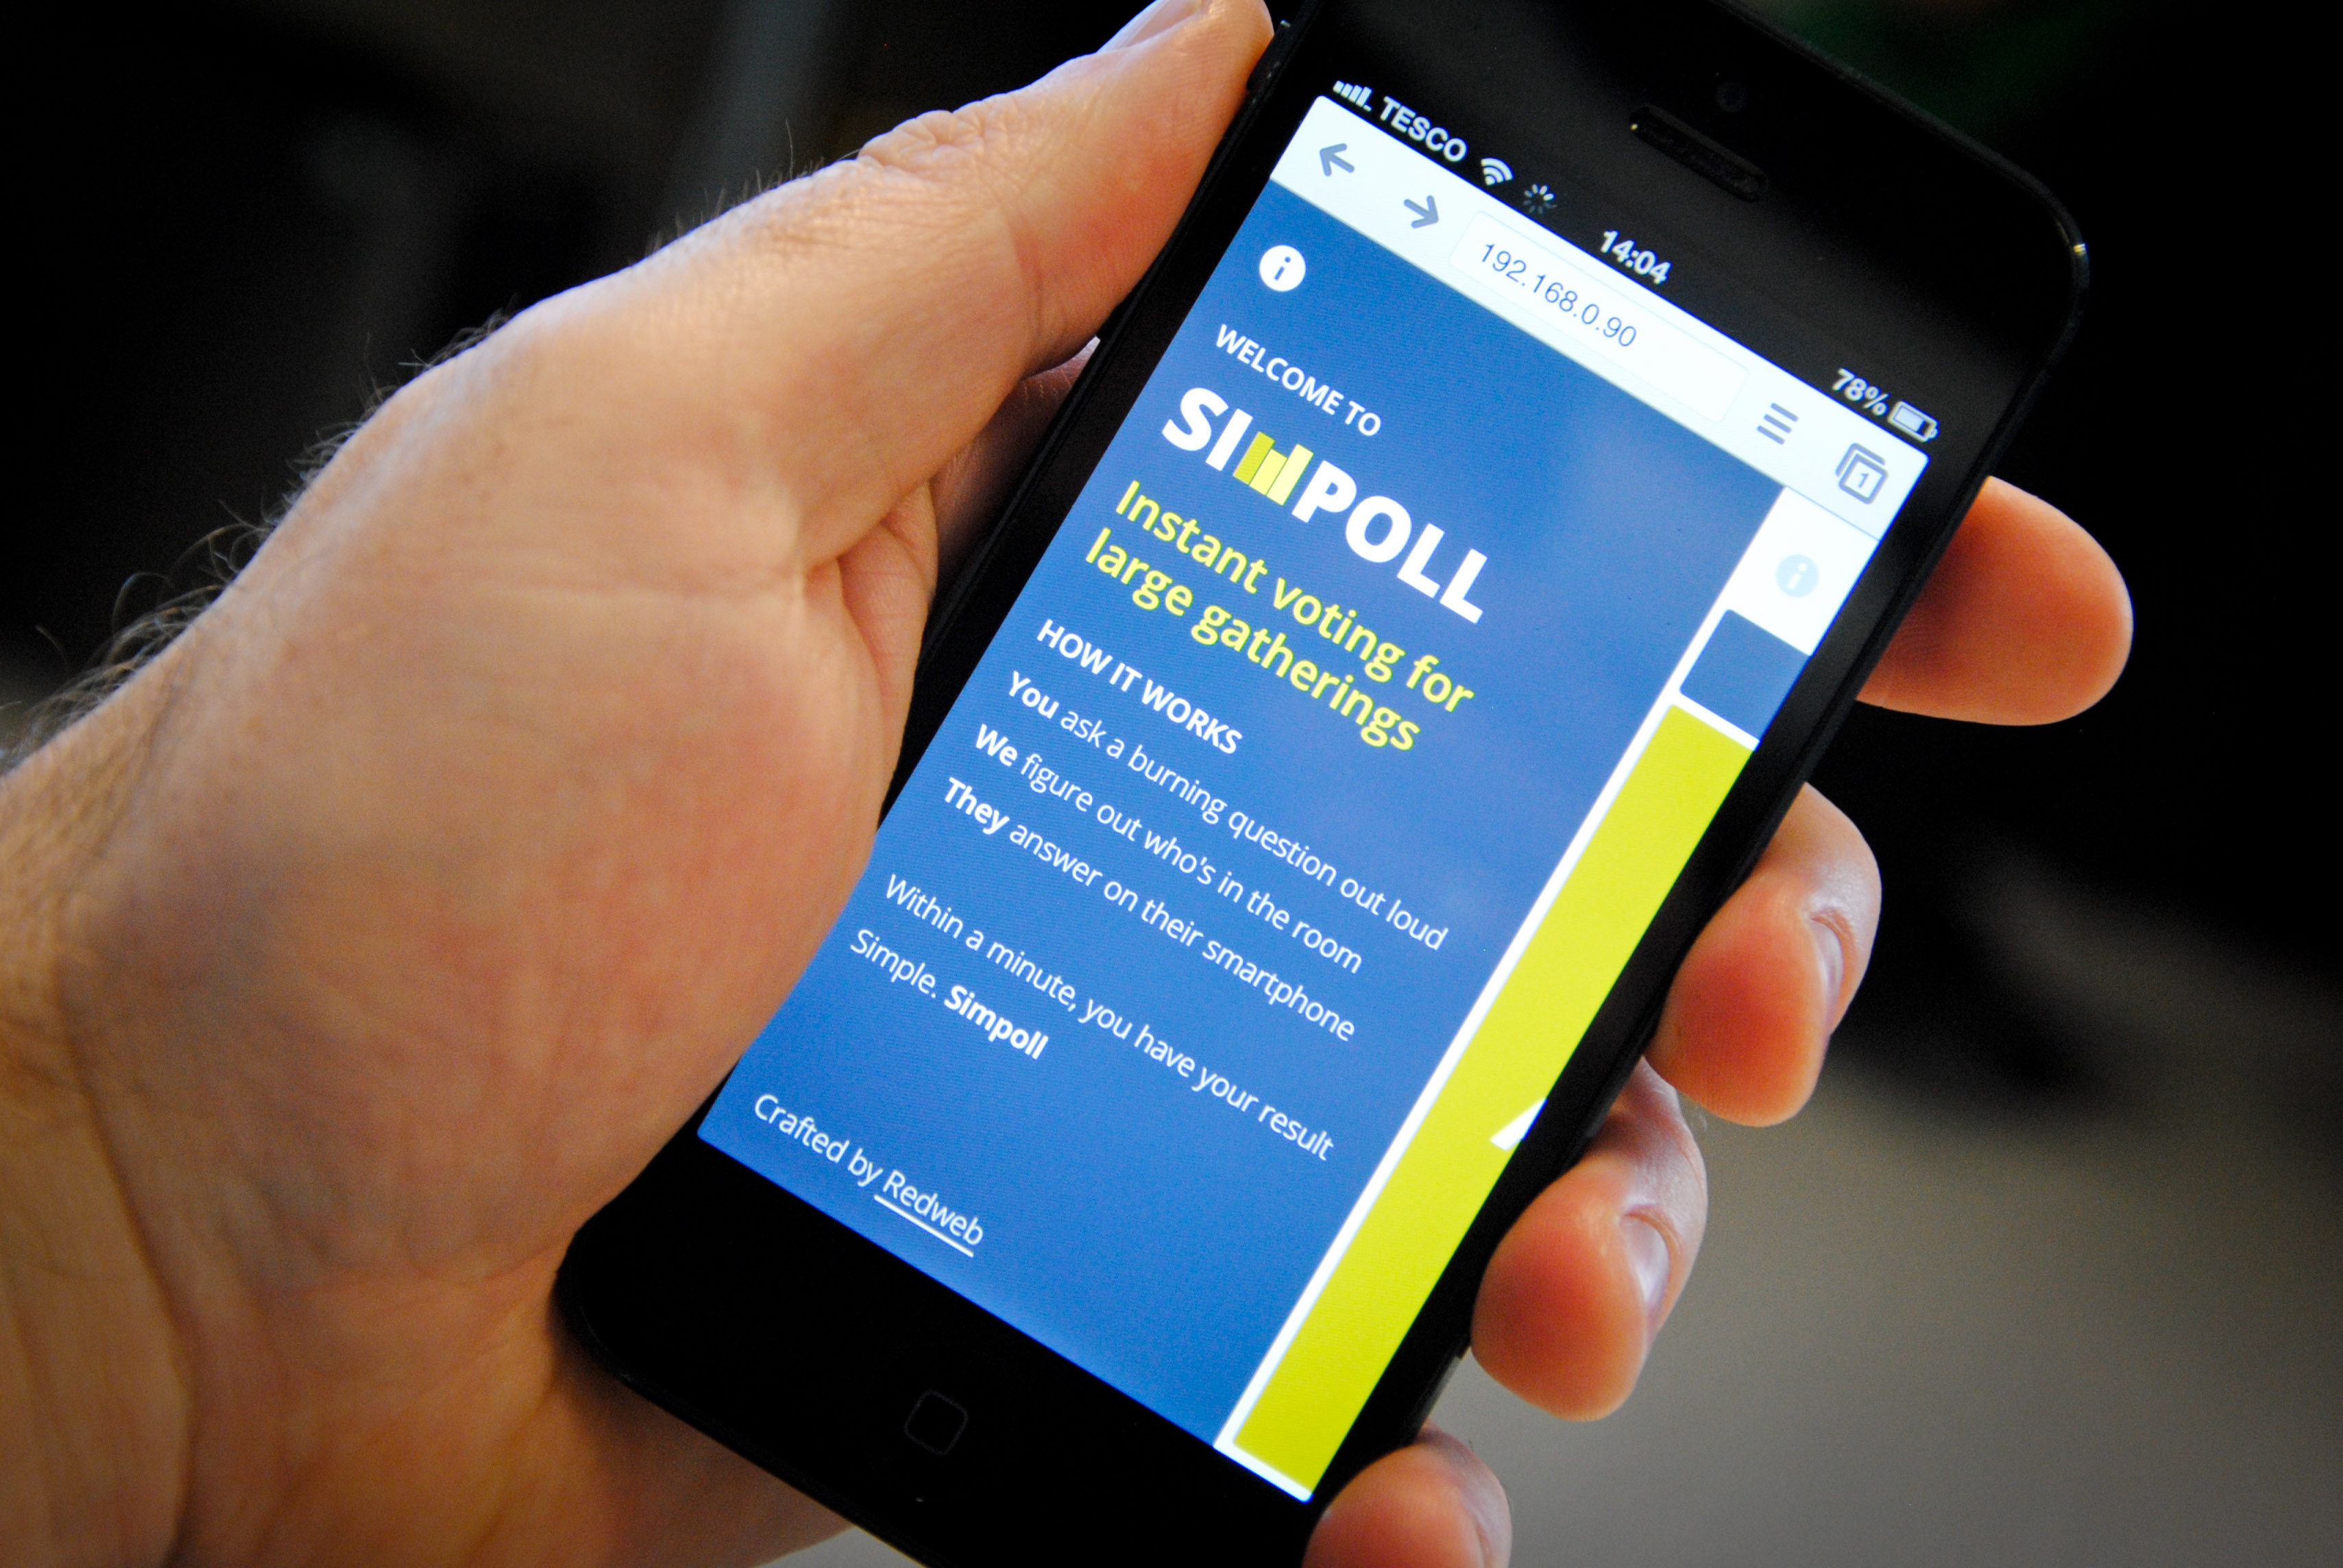 TESCO 14:04 78%
192.168.0.90 1
i
WELCOME TO
SIMPOLL
Instant voting for
large gatherings
HOW IT WORKS
You ask a burning question out loud
We figure out who's in the room
They answer on their smartphone
Within a minute, you have your result
Simple. Simpoll
Crafted by Redweb
i